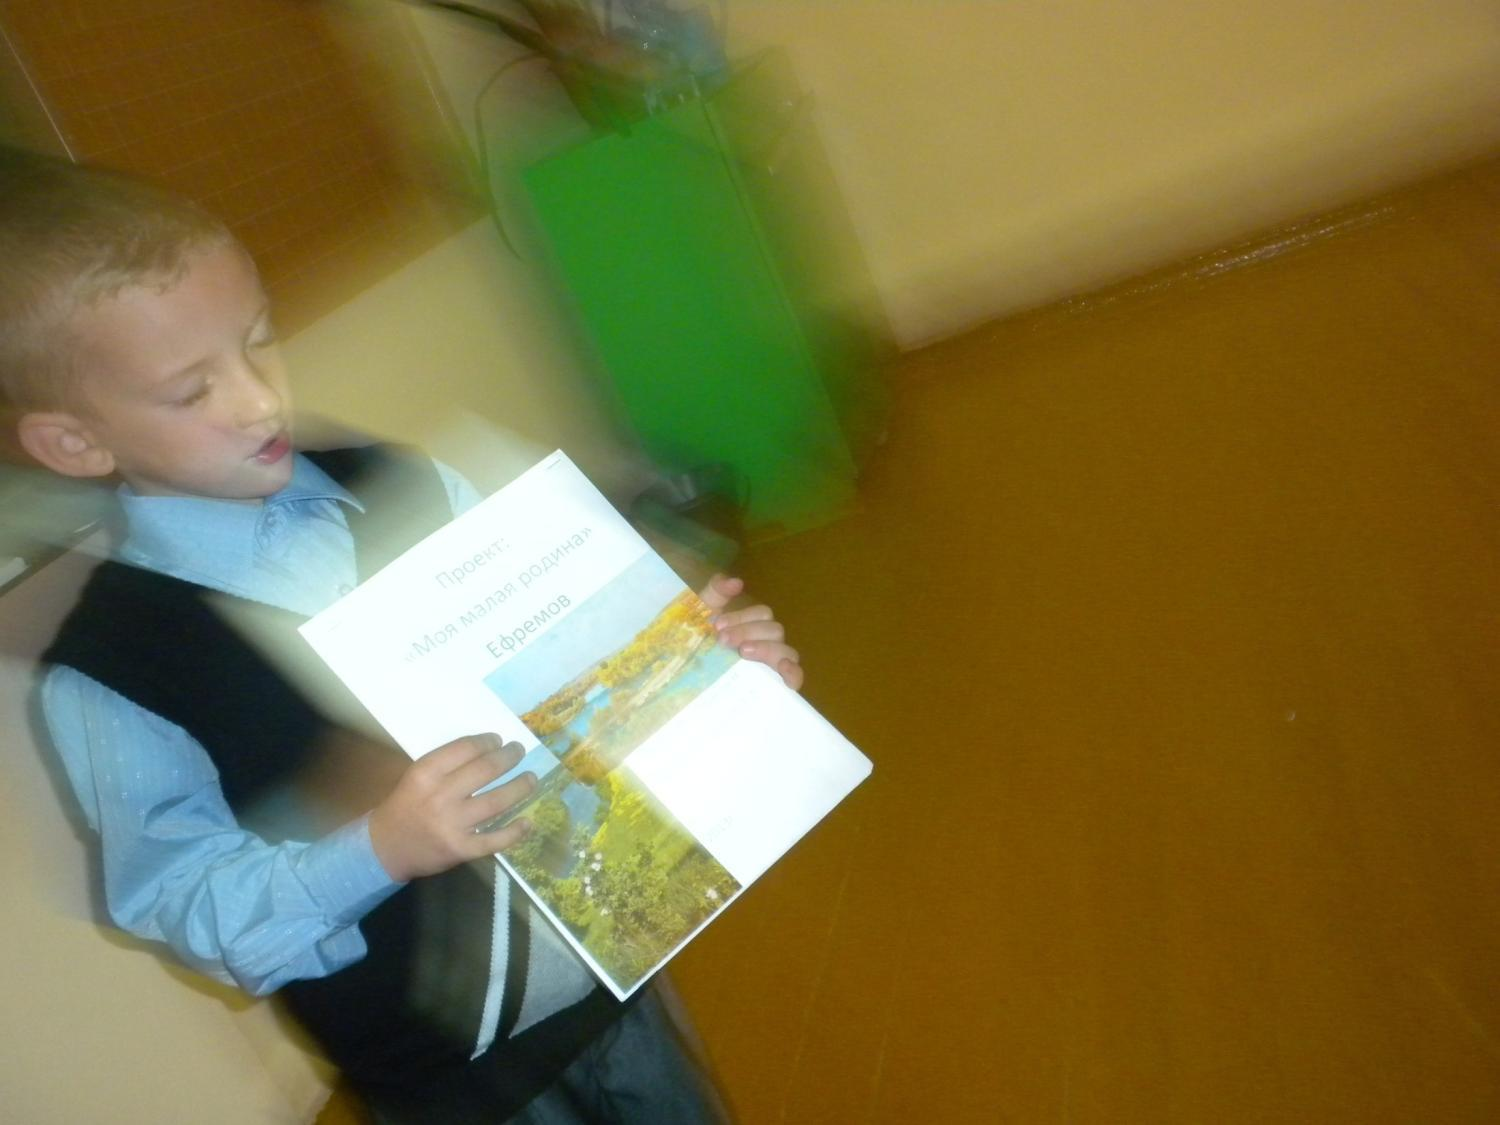 Проект:
«Моя малая родина»
Ефремов